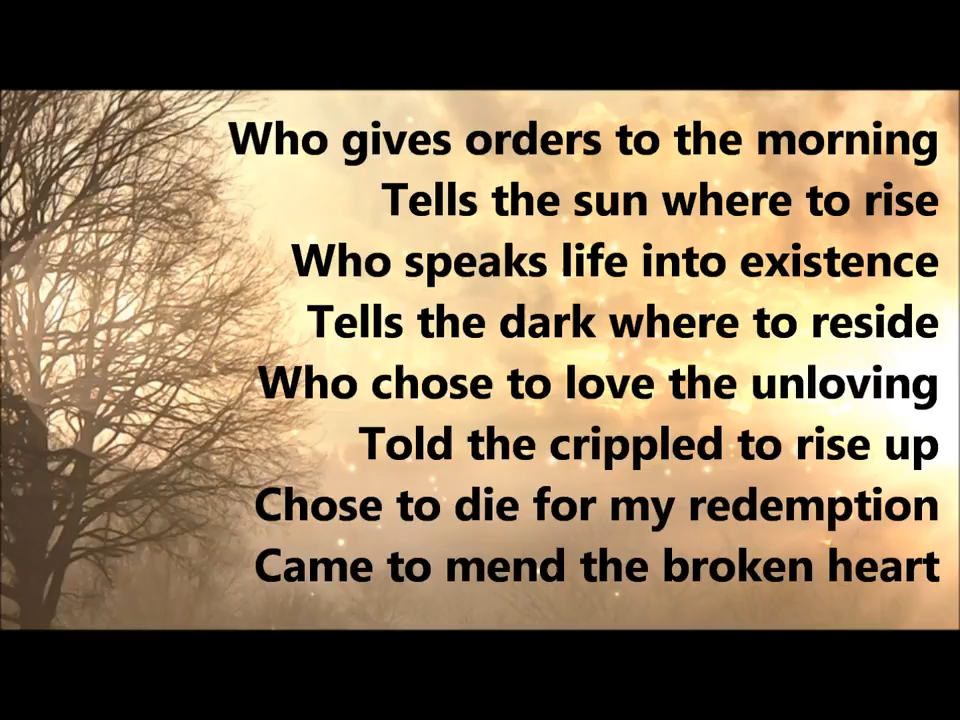 Who gives orders to the morning
Tells the sun where to rise
Who speaks life into existence
Tells the dark where to reside
Who chose to love the unloving
Told the crippled to rise up
Chose to die for my redemption
Came to mend the broken heart